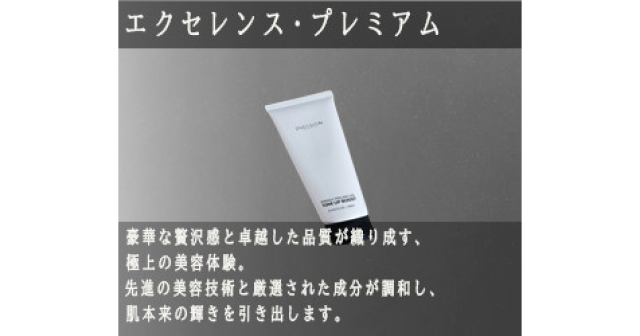 エクセレンス・プレミアム
TONE UP BOOST
豪華な贅沢感と卓越した品質が織り成す、
極上の美容体験。
先進の美容技術と厳選された成分が調和し、
肌本来の輝きを引き出します。